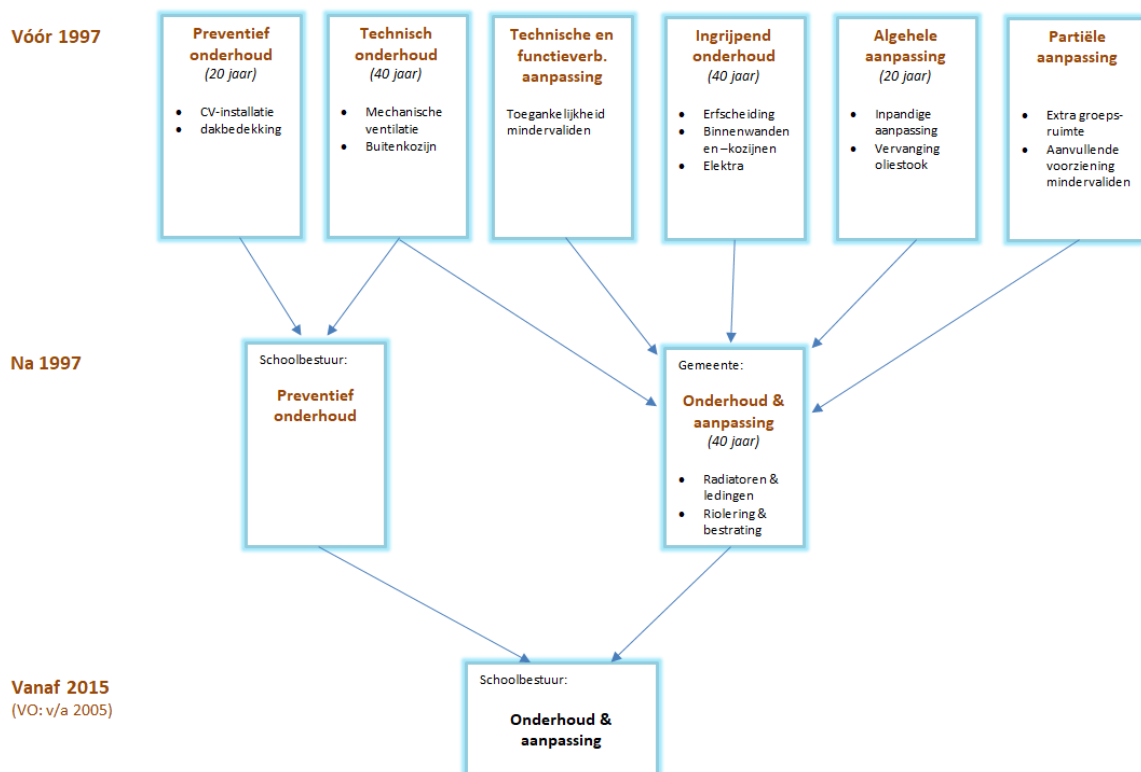 Vóór 1997
Preventief
onderhoud
(20 jaar)
• CV-installatie
• dakbedekking
Technisch
onderhoud
(40 jaar)
• Mechanische
ventilatie
• Buitenkozijn
Technische en
functieverb.
aanpassing
Toegankelijkheid
mindervaliden
Ingrijpend
onderhoud
(40 jaar)
• Erfscheiding
• Binnenwanden
en –kozijnen
• Elektra
Algehele
aanpassing
(20 jaar)
• Inpandige
aanpassing
• Vervanging
oliestook
Partiële
aanpassing
• Extra groeps-
ruimte
• Aanvullende
voorziening
mindervaliden
Na 1997
Schoolbestuur:
Preventief
onderhoud
Gemeente:
Onderhoud &
aanpassing
(40 jaar)
• Radiatoren &
ledingen
• Riolering &
bestrating
Vanaf 2015
(VO: v/a 2005)
Schoolbestuur:
Onderhoud &
aanpassing